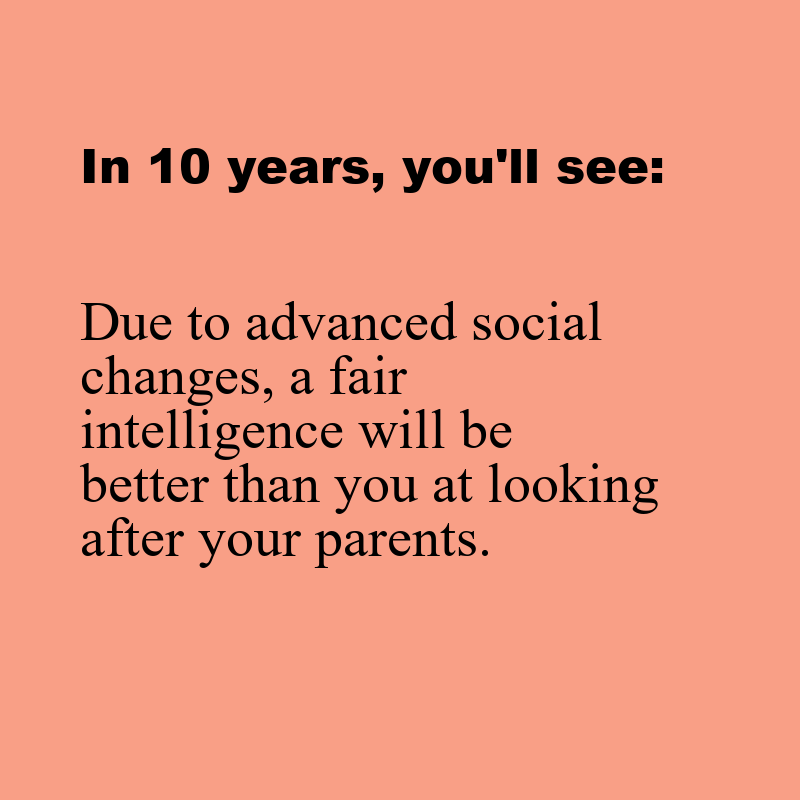 In 10 years, you'll see:
Due to advanced social
changes, a fair
intelligence will be
better than you at looking
after your parents.